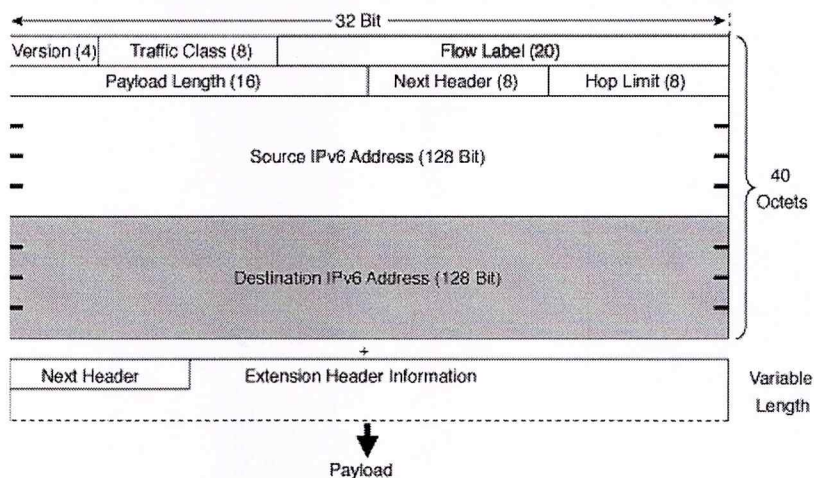 32 Bit
Version (4) Traffic Class (8) Flow Label (20)
Payload Length (16) Next Header (8) Hop Limit (8)
Source IPv6 Address (128 Bit)
40
Octets
Destination IPv6 Address (128 Bit)
+
Next Header Extension Header Information
Variable
Length
Payload